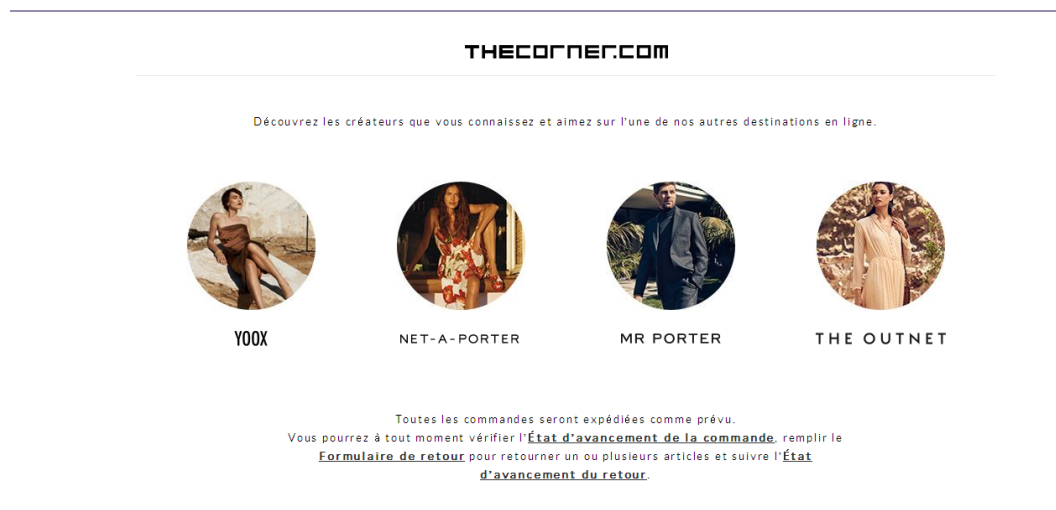 THECORNER.COM
Découvrez les créateurs que vous connaissez et aimez sur l'une de nos autres destinations en ligne.
YOOX
NET-A-PORTER
MR PORTER
THE OUTNET
Toutes les commandes seront expédiées comme prévu.
Vous pourrez à tout moment vérifier l'État d'avancement de la commande, remplir le
Formulaire de retour pour retourner un ou plusieurs articles et suivre l'État
d'avancement du retour.